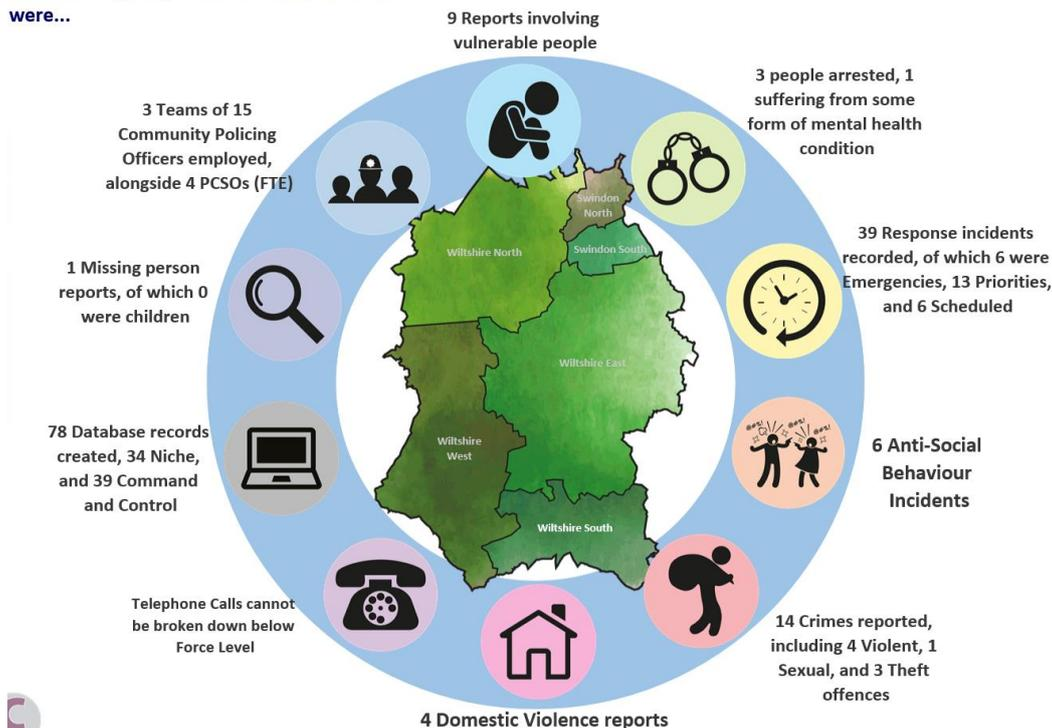 were...
9 Reports involving
vulnerable people
3 people arrested, 1
suffering from some
form of mental health
condition
39 Response incidents
recorded, of which 6 were
Emergencies, 13 Priorities,
and 6 Scheduled
6 Anti-Social
Behaviour
Incidents
14 Crimes reported,
including 4 Violent, 1
Sexual, and 3 Theft
offences
4 Domestic Violence reports
Telephone Calls cannot
be broken down below
Force Level
78 Database records
created, 34 Niche,
and 39 Command
and Control
1 Missing person
reports, of which 0
were children
3 Teams of 15
Community Policing
Officers employed,
alongside 4 PCSOs (FTE)
Swindon
North
Swindon South
Wiltshire North
Wiltshire East
Wiltshire
West
Wiltshire South